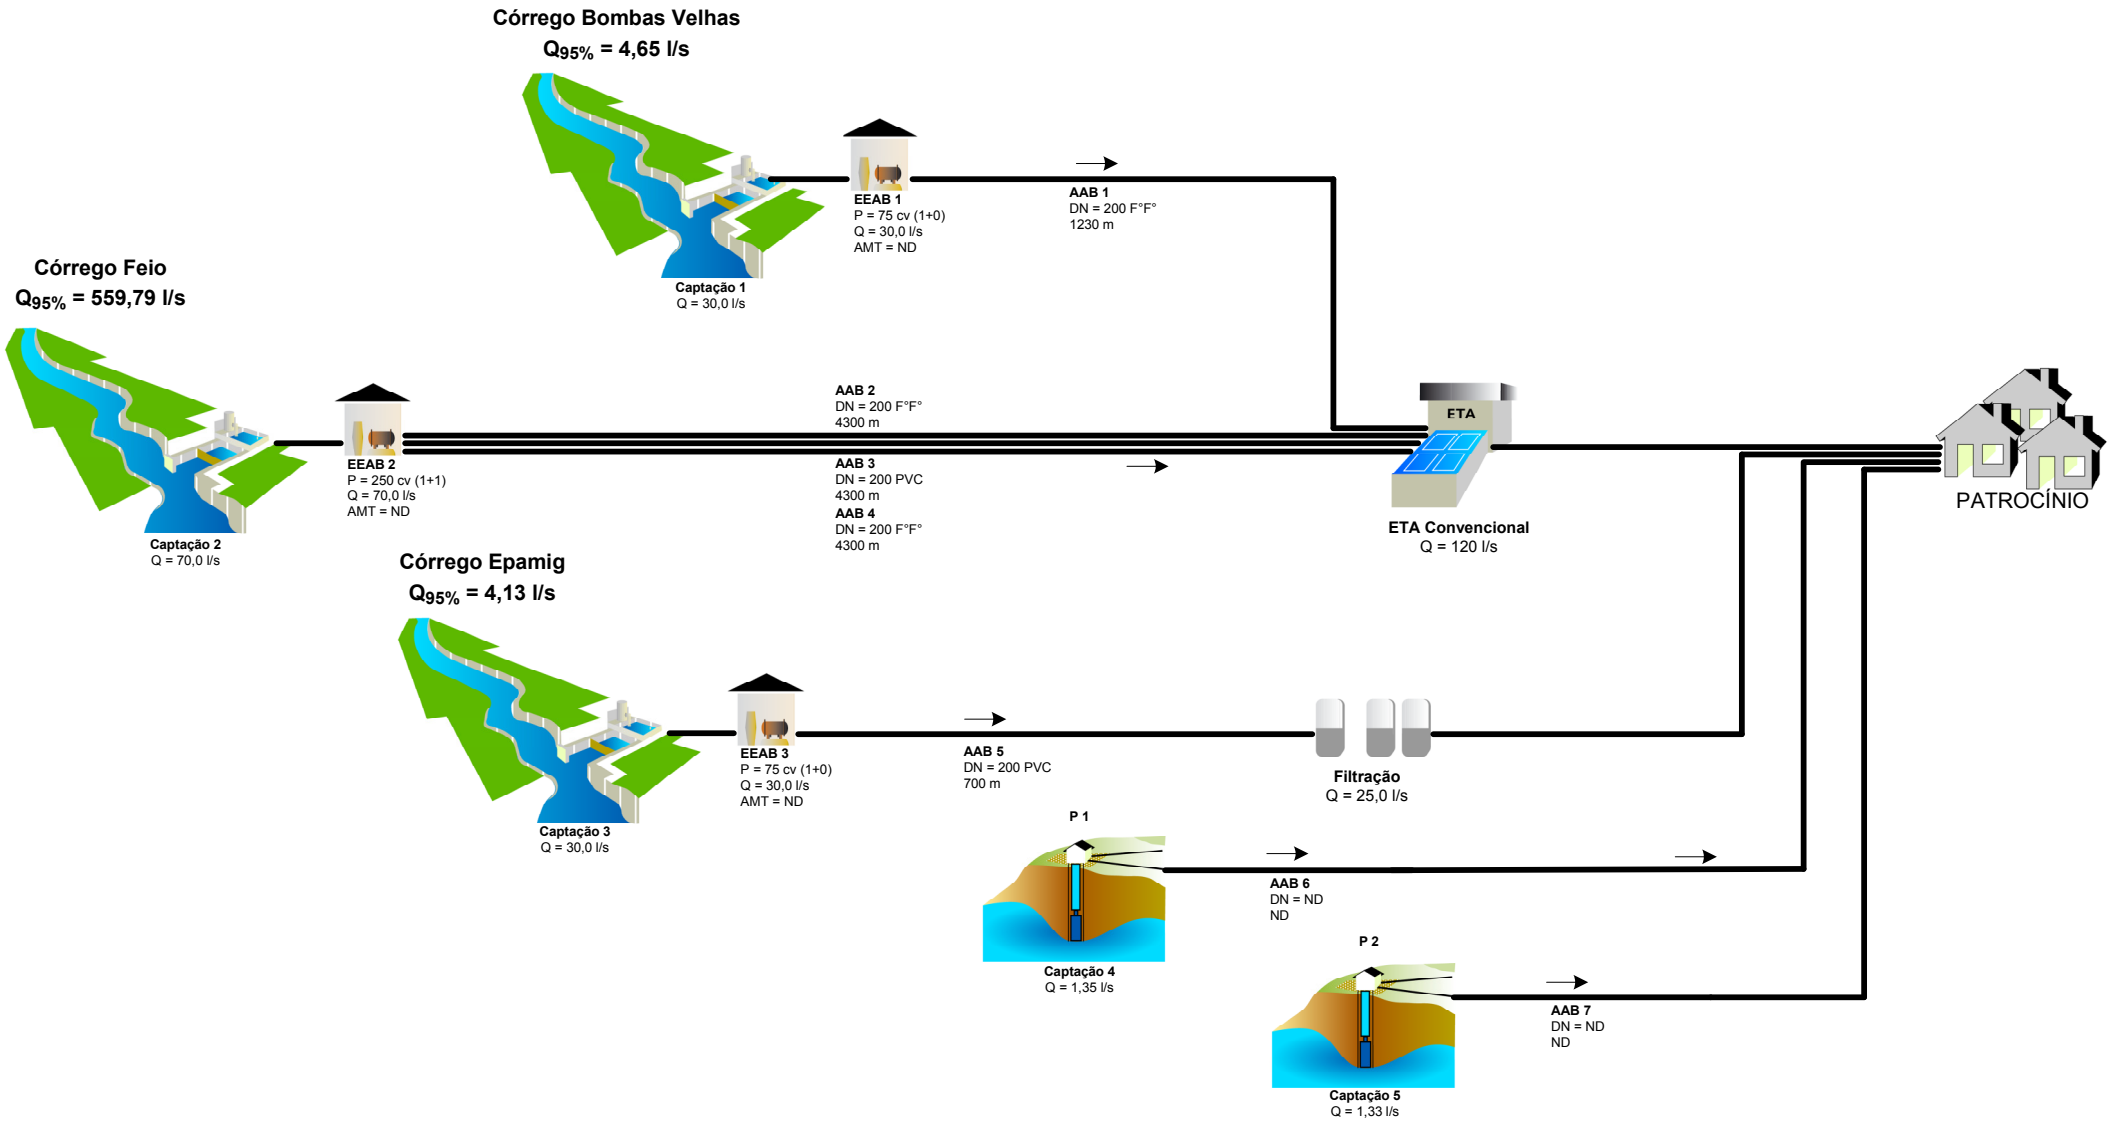 Córrego Bombas Velhas
Q95% = 4,65 l/s
EEAB 1
P = 75 cv (1+0)
Q = 30,0 l/s
AMT = ND
AAB 1
DN = 200 F°F°
1230 m
Captação 1
Q = 30,0 l/s
Córrego Feio
Q95% = 559,79 l/s
EEAB 2
P = 250 cv (1+1)
Q = 70,0 l/s
AMT = ND
AAB 2
DN = 200 F°F°
4300 m
AAB 3
DN = 200 PVC
4300 m
AAB 4
DN = 200 F°F°
4300 m
ETA
ETA Convencional
Q = 120 l/s
PATROCÍNIO
Captação 2
Q = 70,0 l/s
Córrego Epamig
Q95% = 4,13 l/s
EEAB 3
P = 75 cv (1+0)
Q = 30,0 l/s
AMT = ND
AAB 5
DN = 200 PVC
700 m
Filtração
Q = 25,0 l/s
Captação 3
Q = 30,0 l/s
P 1
AAB 6
DN = ND
ND
Captação 4
Q = 1,35 l/s
P 2
AAB 7
DN = ND
ND
Captação 5
Q = 1,33 l/s